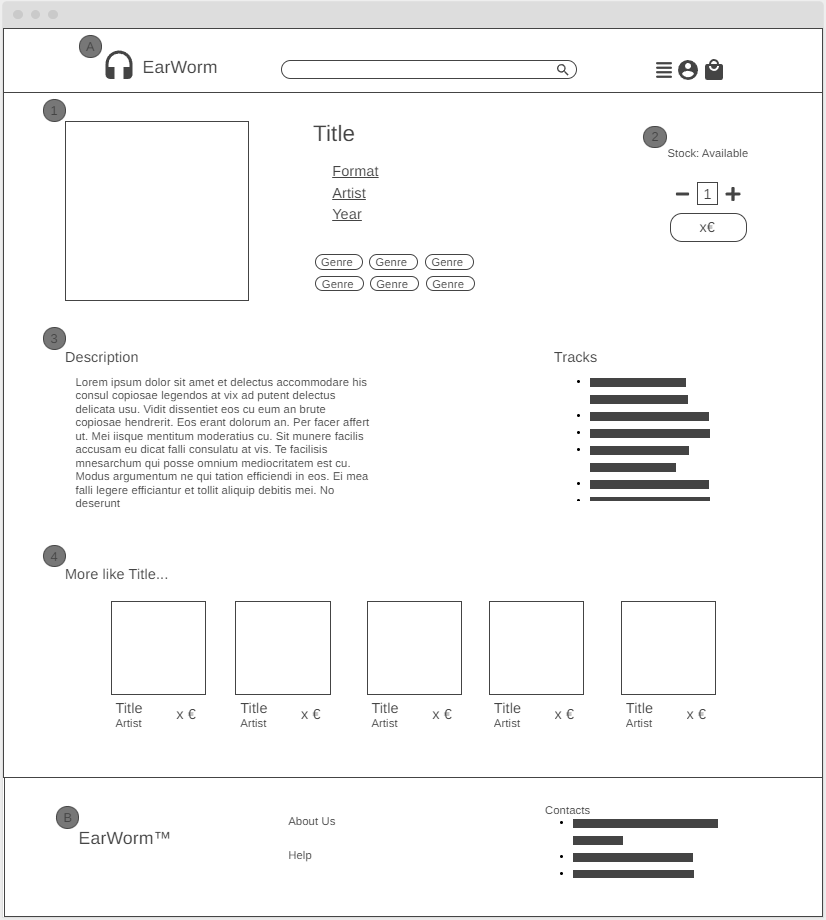 A
EarWorm
1
Title
2
Stock: Available
Format
Artist
Year
1
x€
Genre Genre Genre
Genre Genre Genre
3
Description
Lorem ipsum dolor sit amet et delectus accommodare his
consul copiosae legendos at vix ad putent delectus
delicata usu. Vidit dissentiet eos cu eum an brute
copiosae hendrerit. Eos erant dolorum an. Per facer affert
ut. Mei iisque mentitum moderatius cu. Sit munere facilis
accusam eu dicat falli consulatu at vis. Te facilisis
mnesarchum qui posse omnium mediocritatem est cu.
Modus argumentum ne qui tation efficiendi in eos. Ei mea
falli legere efficiantur et tollit aliquip debitis mei. No
deserunt
Tracks
4
More like Title...
Title x € Title x € Title x € Title x € Title x €
Artist Artist Artist Artist Artist
B
EarWorm™
About Us
Help
Contacts